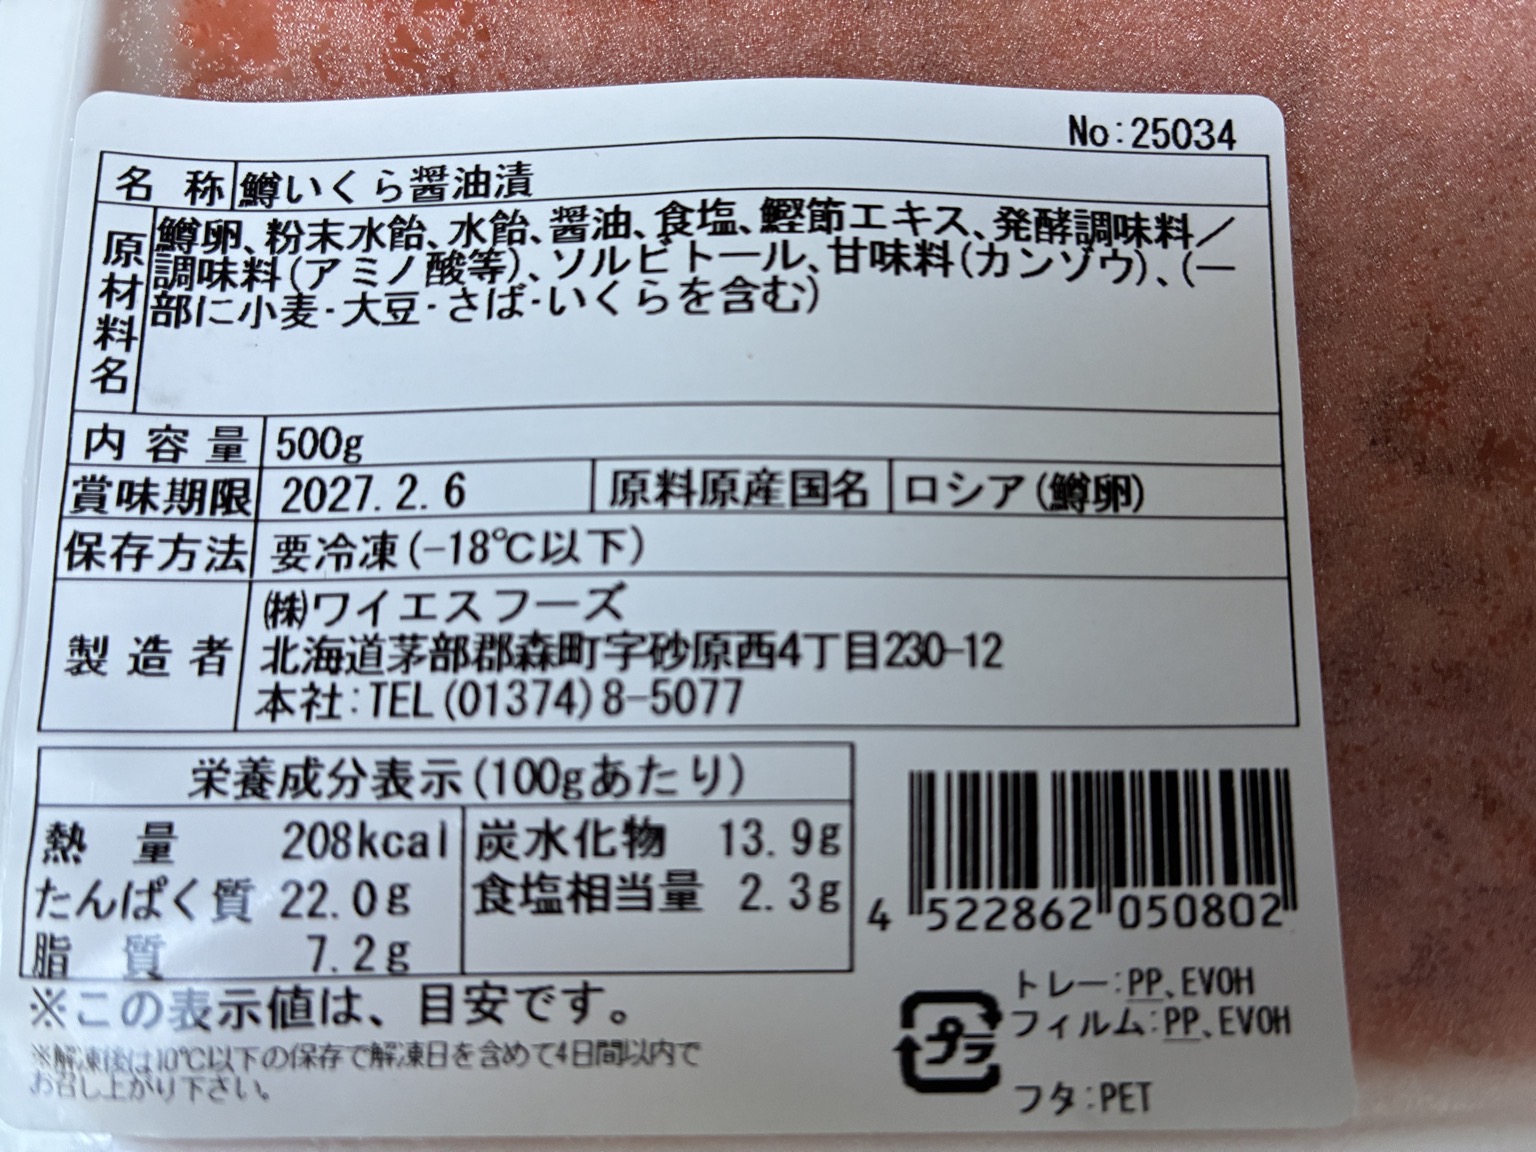 No:25034
名称 鱒いくら醤油漬
原材料名 鱒卵、粉末水飴、水飴、醤油、食塩、鰹節エキス、発酵調味料／
調味料(アミノ酸等)、ソルビトール、甘味料(カンゾウ)、(一
部に小麦・大豆・さば・いくらを含む)
内容量 500g
賞味期限 2027.2.6 原料原産国名 ロシア(鱒卵)
保存方法 要冷凍(-18℃以下)
製造者 ㈱ワイエスフーズ
北海道茅部郡森町字砂原西4丁目230-12
本社:TEL(01374)8-5077
栄養成分表示(100gあたり)
熱量 208kcal 炭水化物 13.9g
たんぱく質 22.0g 食塩相当量 2.3g
脂質 7.2g
※この表示値は、目安です。
※解凍後は10℃以下の保存で解凍日を含めて4日間以内で
お召し上がり下さい。
4 522862 050802
プラ
トレー:PP、EVOH
フィルム:PP、EVOH
フタ:PET